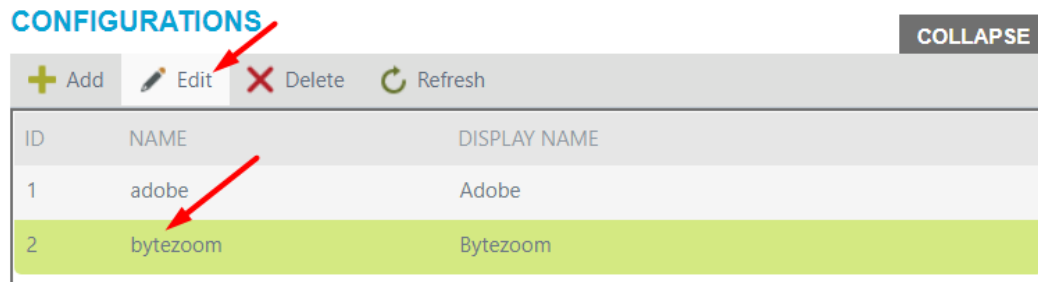 CONFIGURATIONS
COLLAPSE
Add Edit Delete Refresh
ID NAME DISPLAY NAME
1 adobe Adobe
2 bytezoom Bytezoom